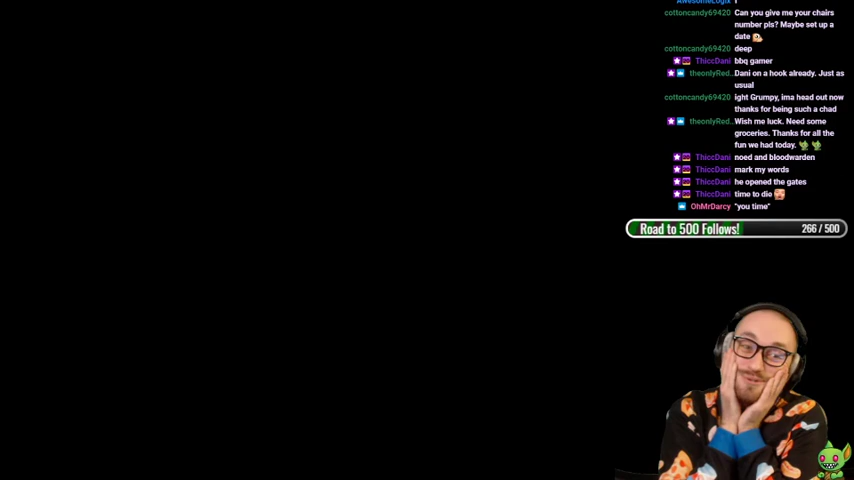 AwesomeLogix
cottoncandy69420 Can you give me your chairs
number pls? Maybe set up a
date
cottoncandy69420 deep
ThiccDani bbq gamer
theonlyRed.. Dani on a hook already. Just as
usual
cottoncandy69420 ight Grumpy, ima head out now
thanks for being such a chad
theonlyRed.. Wish me luck. Need some
groceries. Thanks for all the
fun we had today.
ThiccDani noed and bloodwarden
ThiccDani mark my words
ThiccDani he opened the gates
ThiccDani time to die
OhMrDarcy "you time"
Road to 500 Follows! 266 / 500